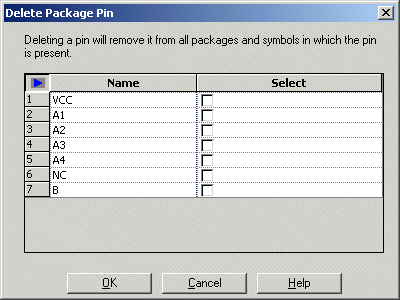 Delete Package Pin
Deleting a pin will remove it from all packages and symbols in which the pin
is present.
Name Select
1 VCC
2 A1
3 A2
4 A3
5 A4
6 NC
7 B
OK Cancel Help